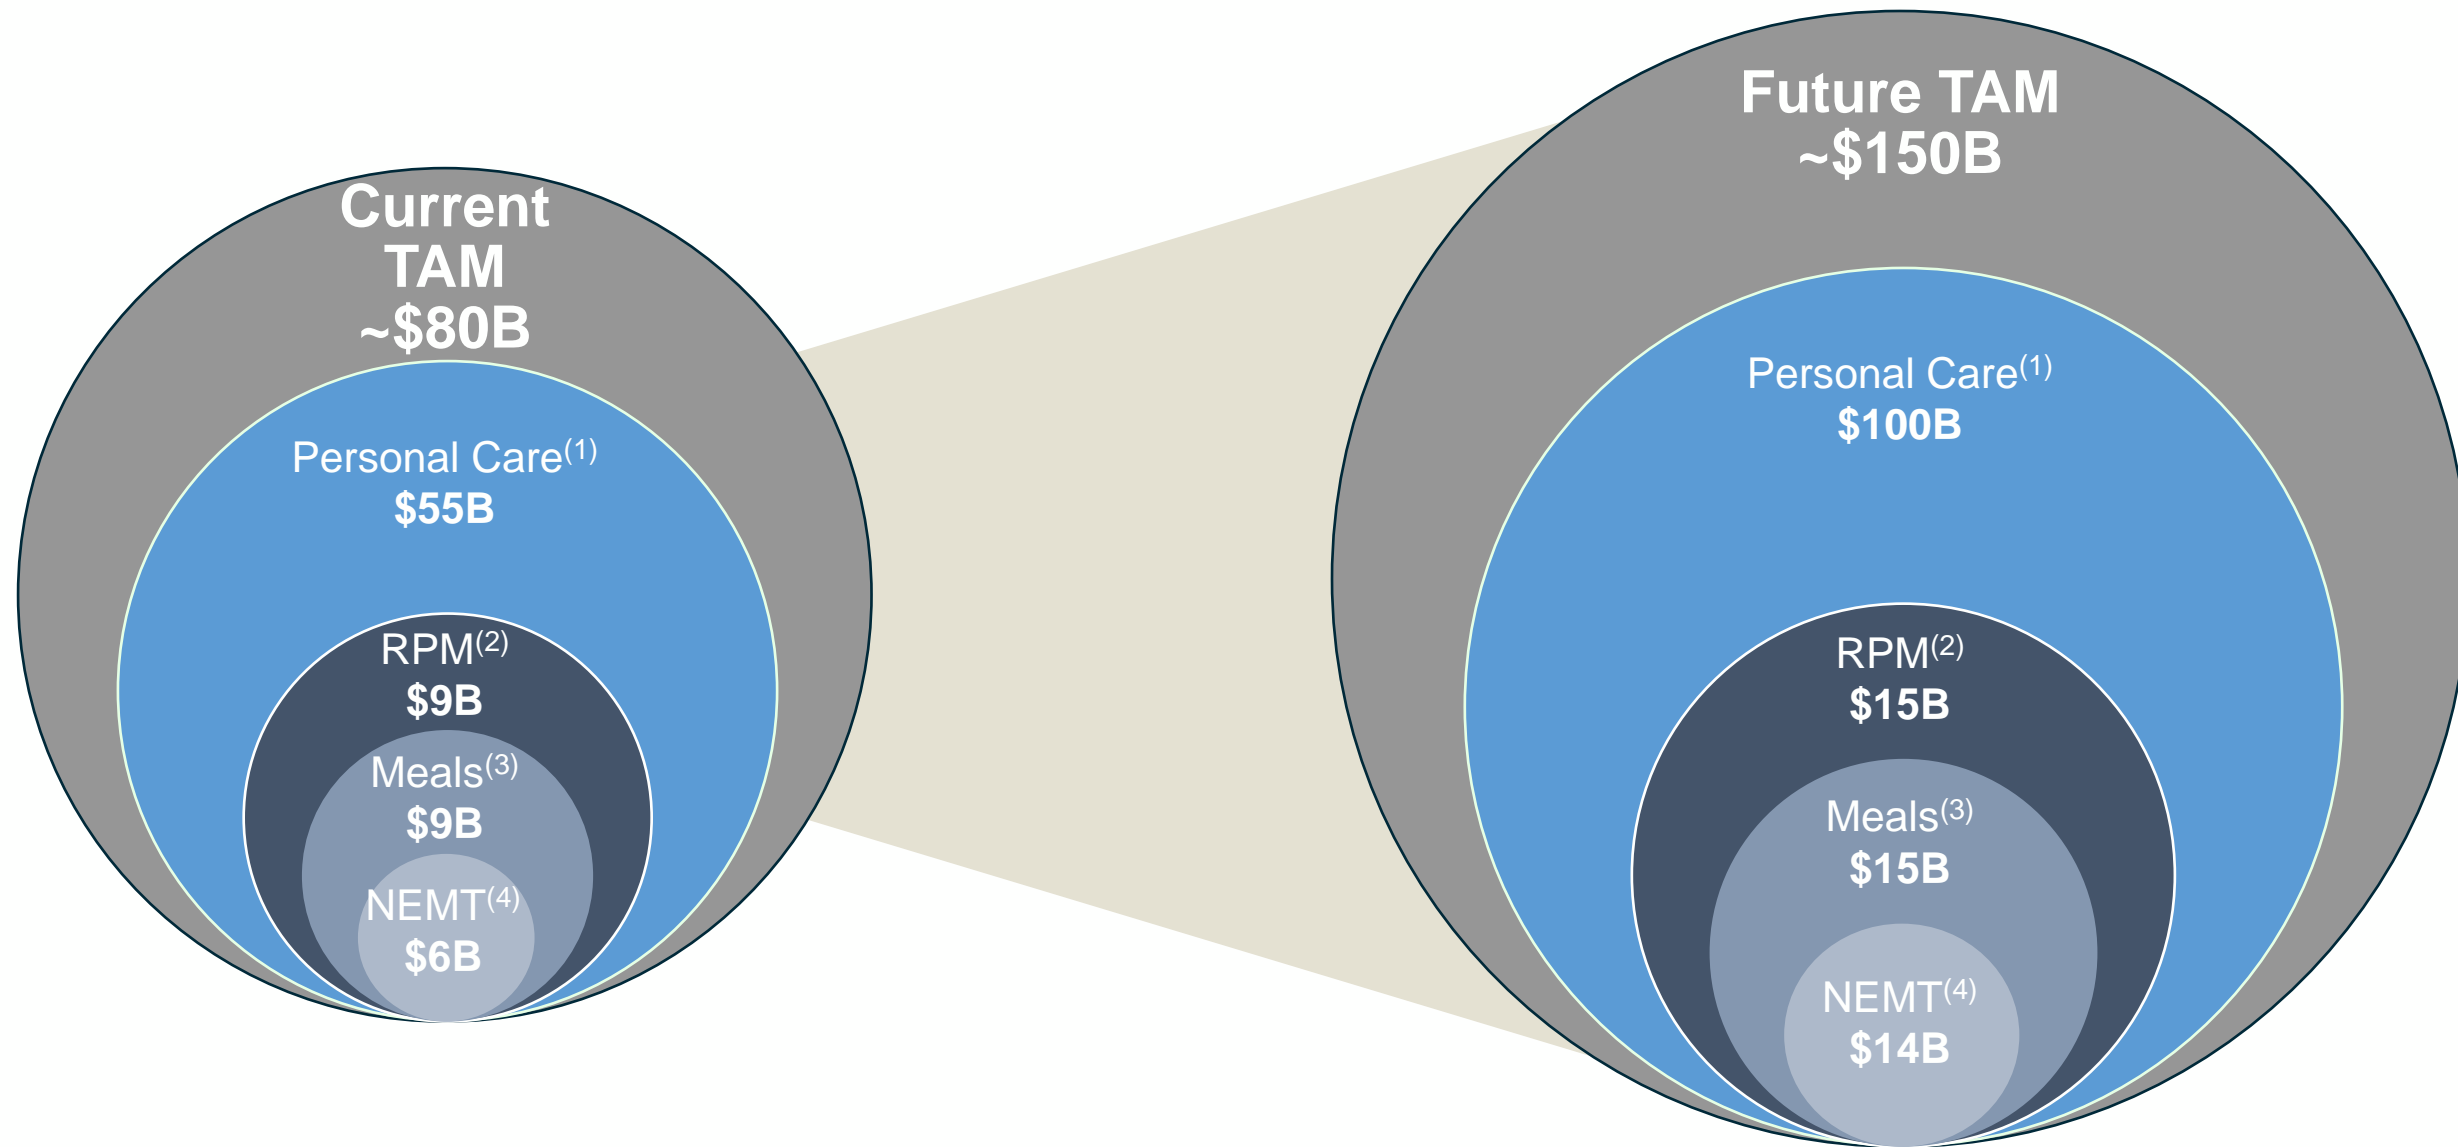 Current
TAM
~$80B
Personal Care(1)
$55B
RPM(2)
$9B
Meals(3)
$9B
NEMT(4)
$6B
Future TAM
~$150B
Personal Care(1)
$100B
RPM(2)
$15B
Meals(3)
$15B
NEMT(4)
$14B